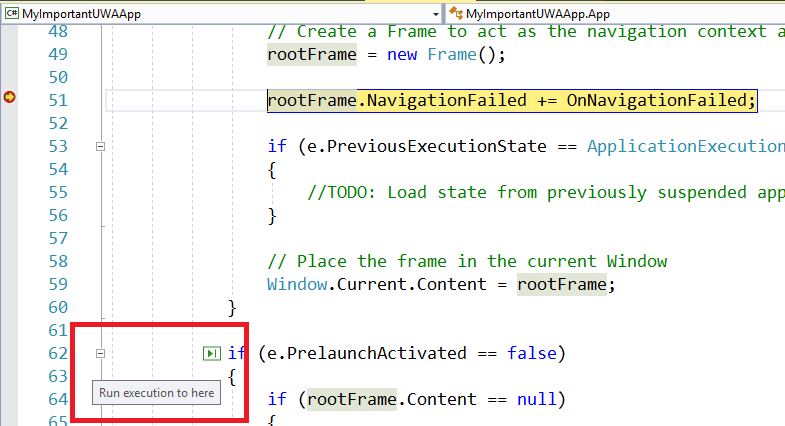 MyImportantUWAApp MyImportantUWAApp.App
48 // Create a Frame to act as the navigation context a
49 rootFrame = new Frame();
50
51 rootFrame.NavigationFailed += OnNavigationFailed;
52
53 if (e.PreviousExecutionState == ApplicationExecution
54 {
55 //TODO: Load state from previously suspended app
56 }
57
58 // Place the frame in the current Window
59 Window.Current.Content = rootFrame;
60 }
61
62 if (e.PrelaunchActivated == false)
63 {
Run execution to here
64 if (rootFrame.Content == null)
65 {